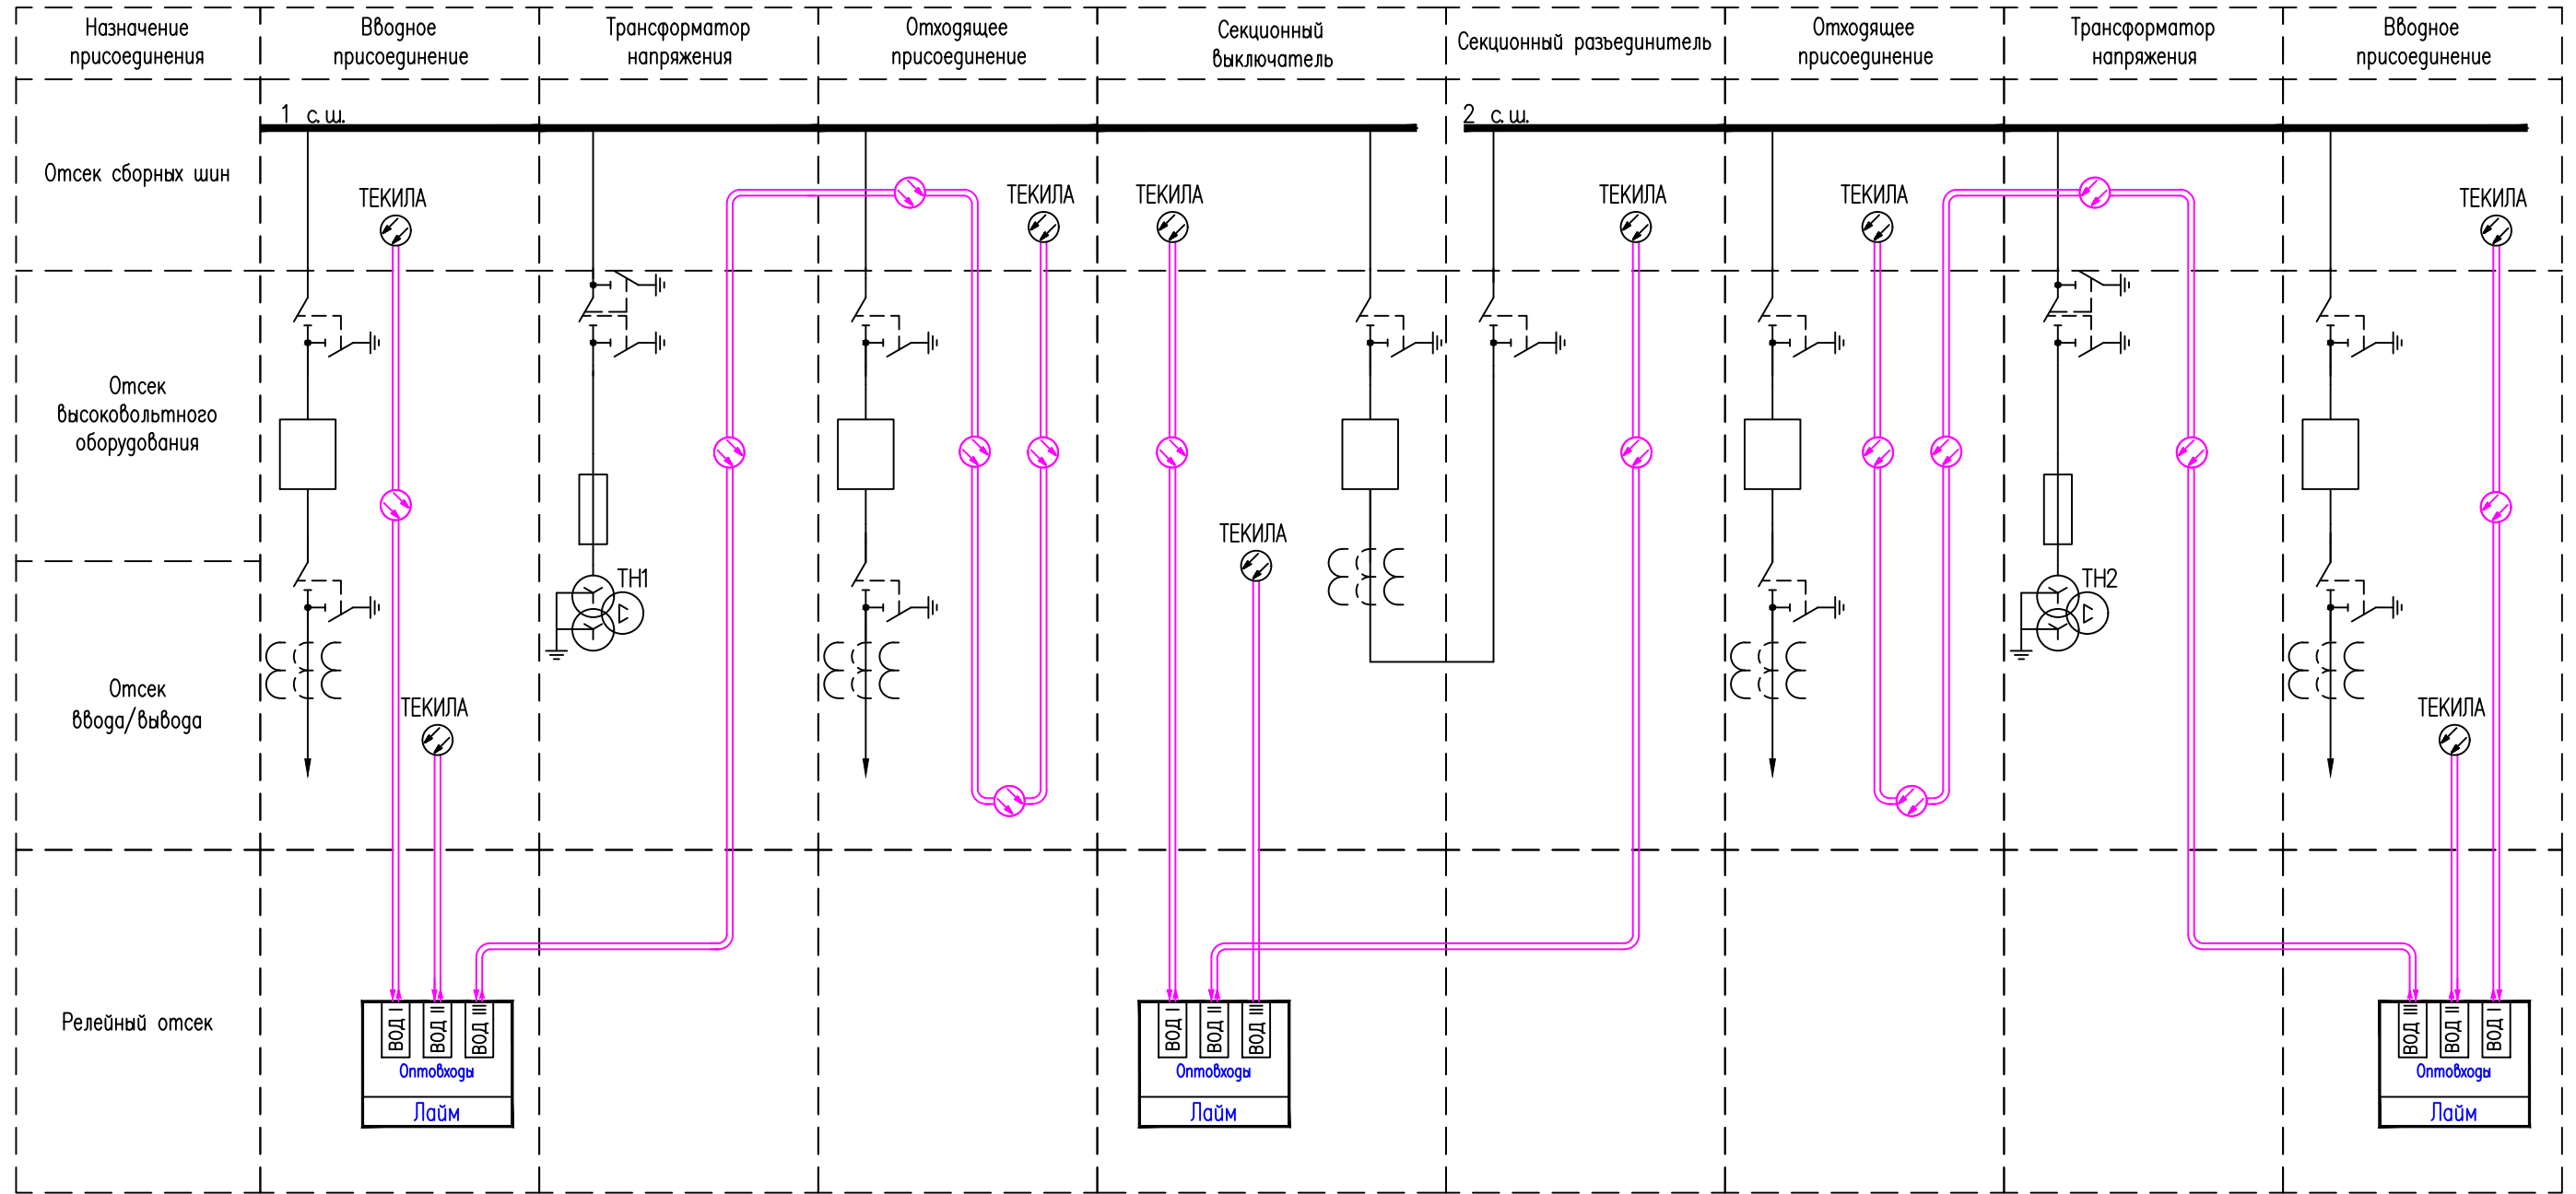 Назначение
присоединения
Вводное
присоединение
Трансформатор
напряжения
Отходящее
присоединение
Секционный
выключатель
Секционный разъединитель
Отходящее
присоединение
Трансформатор
напряжения
Вводное
присоединение
1 с.ш.
2 с.ш.
Отсек сборных шин
ТЕКИЛА
ТЕКИЛА
ТЕКИЛА
ТЕКИЛА
ТЕКИЛА
ТЕКИЛА
Отсек
высоковольтного
оборудования
ТЕКИЛА
ТН1
ТН2
Отсек
ввода/вывода
ТЕКИЛА
ТЕКИЛА
Релейный отсек
ВОД I
ВОД II
ВОД III
Оптовходы
Лайм
ВОД I
ВОД II
ВОД III
Оптовходы
Лайм
ВОД III
ВОД II
ВОД I
Оптовходы
Лайм